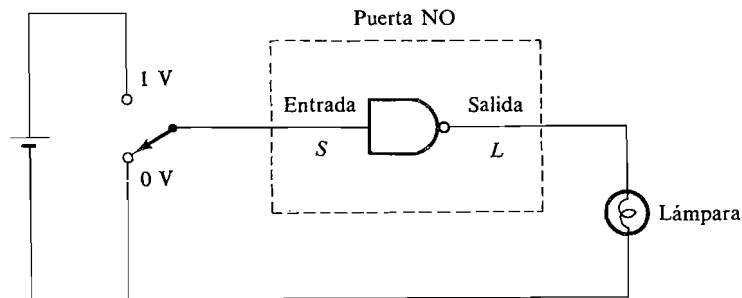 Puerta NO
1 V
Entrada
Salida
S
L
0 V
Lámpara